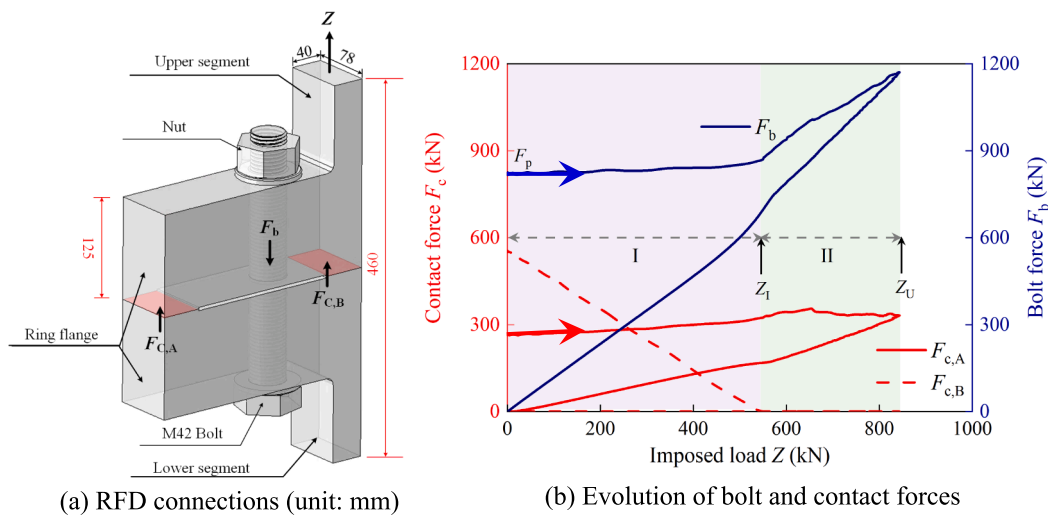 Z
40
78
Upper segment
Nut
F_b
125
460
F_C,B
F_C,A
Ring flange
M42 Bolt
Lower segment
(a) RFD connections (unit: mm)
1200
900
600
300
0
Contact force F_c (kN)
F_b
F_p
I
II
Z_I
Z_U
F_c,A
F_c,B
1200
900
600
300
0
Bolt force F_b (kN)
0
200
400
600
800
1000
Imposed load Z (kN)
(b) Evolution of bolt and contact forces